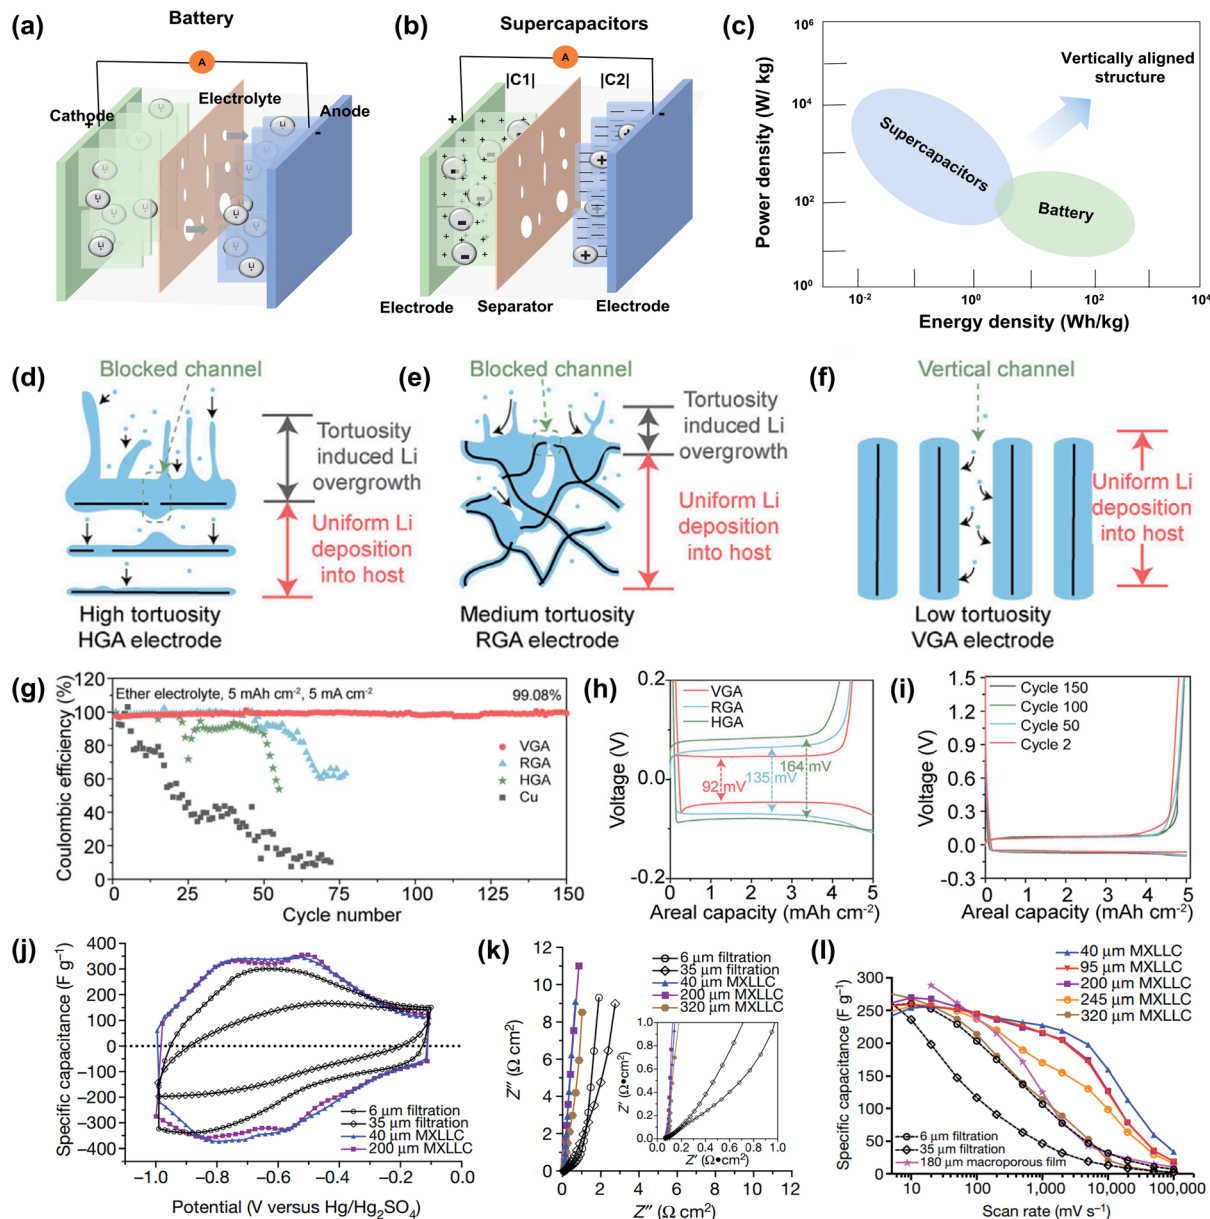 (a)
Battery
A
Cathode
Electrolyte
Anode
+
-
Li
(b)
Supercapacitors
A
|C1|
|C2|
+
-
Electrode
Separator
Electrode
(c)
Power density (W/ kg)
10⁶
10⁴
10²
10⁰
Vertically aligned
structure
Supercapacitors
Battery
10⁻²
10⁰
10²
10⁴
Energy density (Wh/kg)
(d)
Blocked channel
Tortuosity
induced Li
overgrowth
Uniform Li
deposition
into host
High tortuosity
HGA electrode
(e)
Blocked channel
Tortuosity
induced Li
overgrowth
Uniform Li
deposition
into host
Medium tortuosity
RGA electrode
(f)
Vertical channel
Uniform Li
deposition
into host
Low tortuosity
VGA electrode
(g)
Coulombic efficiency (%)
120
100
80
60
40
20
0
Ether electrolyte, 5 mAh cm⁻², 5 mA cm⁻²
99.08%
VGA
RGA
HGA
Cu
0 25 50 75 100 125 150
Cycle number
(h)
Voltage (V)
0.2
0.0
-0.2
VGA
RGA
HGA
92 mV
135 mV
164 mV
0 1 2 3 4 5
Areal capacity (mAh cm⁻²)
(i)
Voltage (V)
1.5
1.2
0.9
0.6
0.3
0.0
-0.3
Cycle 150
Cycle 100
Cycle 50
Cycle 2
0 1 2 3 4 5
Areal capacity (mAh cm⁻²)
(j)
Specific capacitance (F g⁻¹)
400
300
200
100
0
−100
−200
−300
−400
6 μm filtration
35 μm filtration
40 μm MXLLC
200 μm MXLLC
−1.0 −0.8 −0.6 −0.4 −0.2 0.0
Potential (V versus Hg/Hg₂SO₄)
(k)
Z″ (Ω cm²)
12
10
8
6
4
2
0
6 μm filtration
35 μm filtration
40 μm MXLLC
200 μm MXLLC
320 μm MXLLC
Z′ (Ω•cm²)
1.0
0.8
0.6
0.4
0.2
0.0
0.0 0.2 0.4 0.6 0.8 1.0
Z′ (Ω•cm²)
0 2 4 6 8 10 12
Z″ (Ω cm²)
(l)
Specific capacitance (F g⁻¹)
300
250
200
150
100
50
0
40 μm MXLLC
95 μm MXLLC
200 μm MXLLC
245 μm MXLLC
320 μm MXLLC
6 μm filtration
35 μm filtration
180 μm macroporous film
10 100 1,000 10,000 100,000
Scan rate (mV s⁻¹)